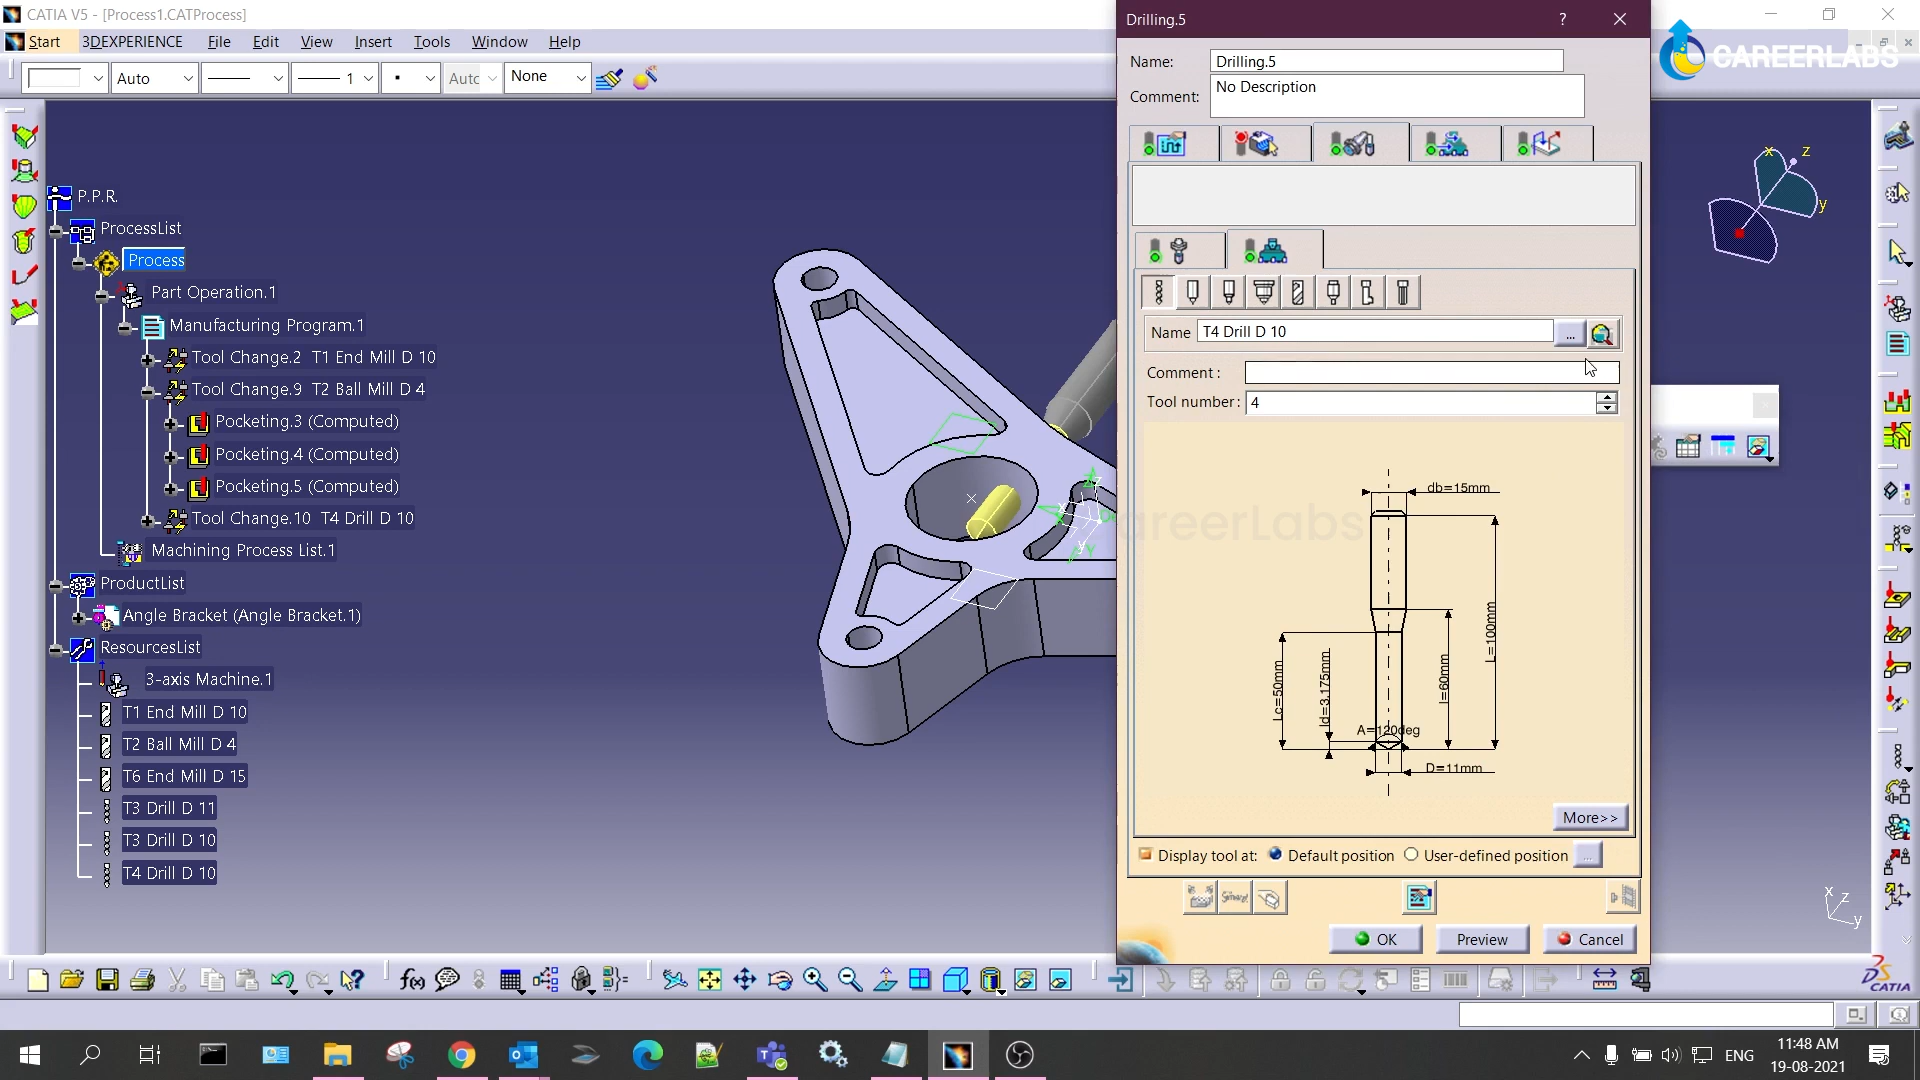 CATIA V5 - [Process1.CATProcess]
Start 3DEXPERIENCE File Edit View Insert Tools Window Help
Auto 1 Auto None
P.P.R.
ProcessList
Process
Part Operation.1
Manufacturing Program.1
Tool Change.2 T1 End Mill D 10
Tool Change.9 T2 Ball Mill D 4
Pocketing.3 (Computed)
Pocketing.4 (Computed)
Pocketing.5 (Computed)
Tool Change.10 T4 Drill D 10
Machining Process List.1
ProductList
Angle Bracket (Angle Bracket.1)
ResourcesList
3-axis Machine.1
T1 End Mill D 10
T2 Ball Mill D 4
T6 End Mill D 15
T3 Drill D 11
T3 Drill D 10
T4 Drill D 10
Drilling.5 ?
Name: Drilling.5
Comment: No Description
Name T4 Drill D 10 ...
Comment :
Tool number: 4
db=15mm
L=100mm
l=60mm
Lc=50mm
ld=3.175mm
A=120deg
D=11mm
More>>
Display tool at: Default position User-defined position ...
Smart
OK Preview Cancel
CAREERLABS
CareerLabs
x z y
x z y
f(x)
CATIA
ENG
11:48 AM
19-08-2021